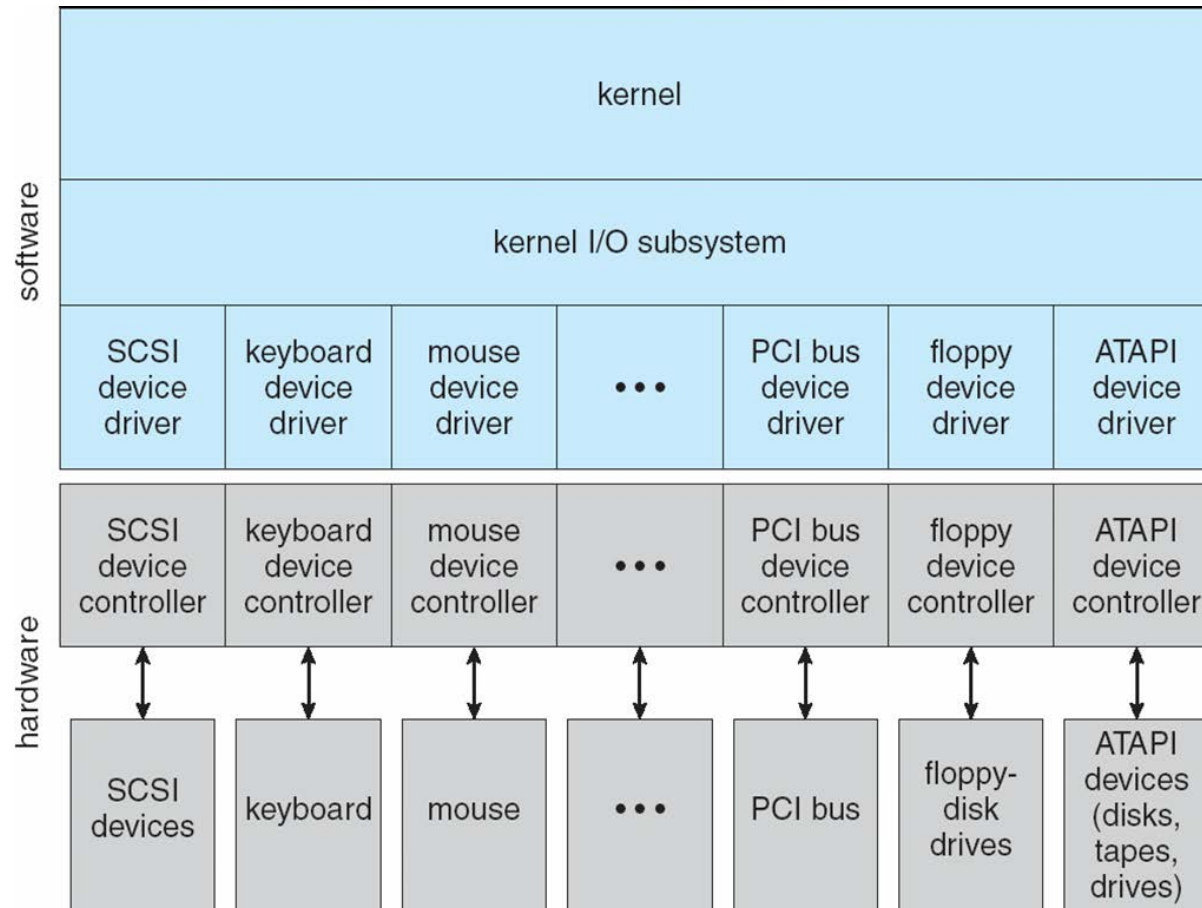 software
kernel
kernel I/O subsystem
SCSI
device
driver
keyboard
device
driver
mouse
device
driver
•••
PCI bus
device
driver
floppy
device
driver
ATAPI
device
driver
hardware
SCSI
device
controller
keyboard
device
controller
mouse
device
controller
•••
PCI bus
device
controller
floppy
device
controller
ATAPI
device
controller
SCSI
devices
keyboard
mouse
•••
PCI bus
floppy-
disk
drives
ATAPI
devices
(disks,
tapes,
drives)